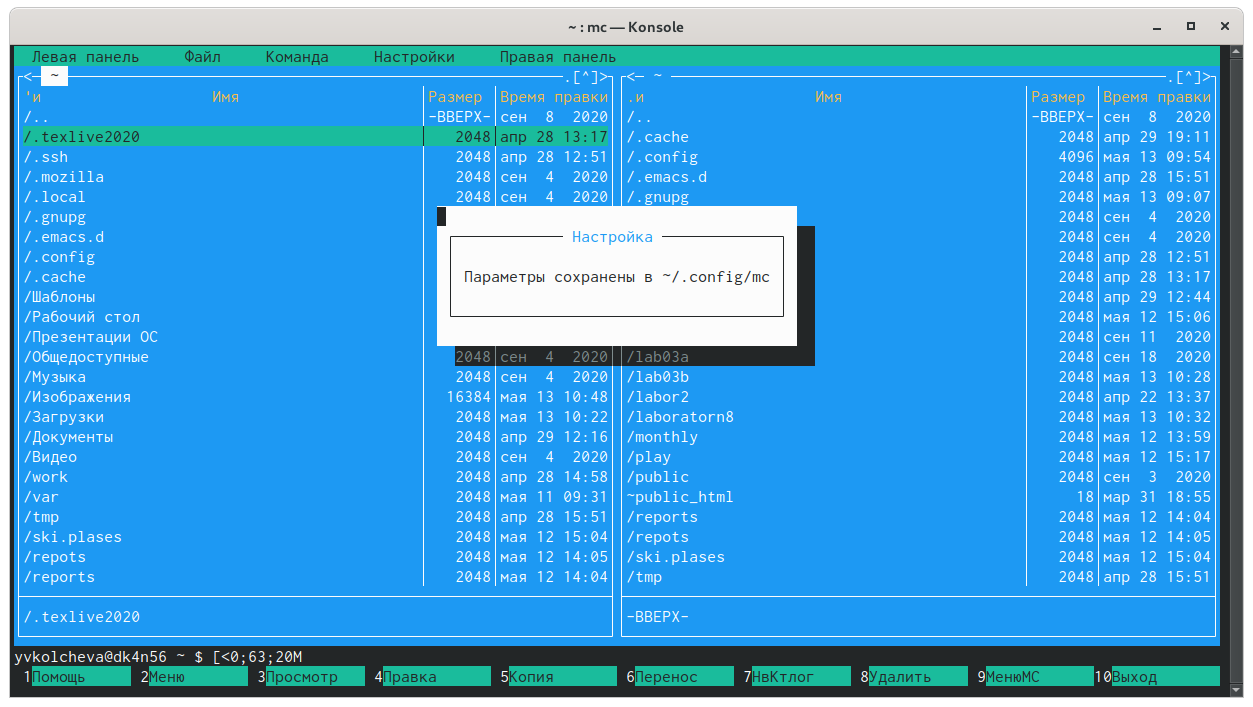 ~ : mc — Konsole
Левая панель Файл Команда Настройки Правая панель
<— ~ .[^]> <— ~ .[^]>
'и Имя Размер Время правки .и Имя Размер Время правки
/.. -ВВЕРХ- сен 8 2020 /.. -ВВЕРХ- сен 8 2020
/.texlive2020 2048 апр 28 13:17 /.cache 2048 апр 29 19:11
/.ssh 2048 апр 28 12:51 /.config 4096 мая 13 09:54
/.mozilla 2048 сен 4 2020 /.emacs.d 2048 апр 28 15:51
/.local 2048 сен 4 2020 /.gnupg 2048 мая 13 09:07
/.gnupg 2048 сен 4 2020
/.emacs.d Настройка 2048 сен 4 2020
/.config 2048 апр 28 12:51
/.cache Параметры сохранены в ~/.config/mc 2048 апр 28 13:17
/Шаблоны 2048 апр 29 12:44
/Рабочий стол 2048 мая 12 15:06
/Презентации ОС 2048 сен 11 2020
/Общедоступные 2048 сен 4 2020 /lab03a 2048 сен 18 2020
/Музыка 2048 сен 4 2020 /lab03b 2048 мая 13 10:28
/Изображения 16384 мая 13 10:48 /labor2 2048 апр 22 13:37
/Загрузки 2048 мая 13 10:22 /laboratorn8 2048 мая 13 10:32
/Документы 2048 апр 29 12:16 /monthly 2048 мая 12 13:59
/Видео 2048 сен 4 2020 /play 2048 мая 12 15:17
/work 2048 апр 28 14:58 /public 2048 сен 3 2020
/var 2048 мая 11 09:31 ~public_html 18 мар 31 18:55
/tmp 2048 апр 28 15:51 /reports 2048 мая 12 14:04
/ski.plases 2048 мая 12 15:04 /repots 2048 мая 12 14:05
/repots 2048 мая 12 14:05 /ski.plases 2048 мая 12 15:04
/reports 2048 мая 12 14:04 /tmp 2048 апр 28 15:51
/.texlive2020 -ВВЕРХ-
yvkolcheva@dk4n56 ~ $ [<0;63;20M
1Помощь 2Меню 3Просмотр 4Правка 5Копия 6Перенос 7НвКтлог 8Удалить 9МенюМС 10Выход